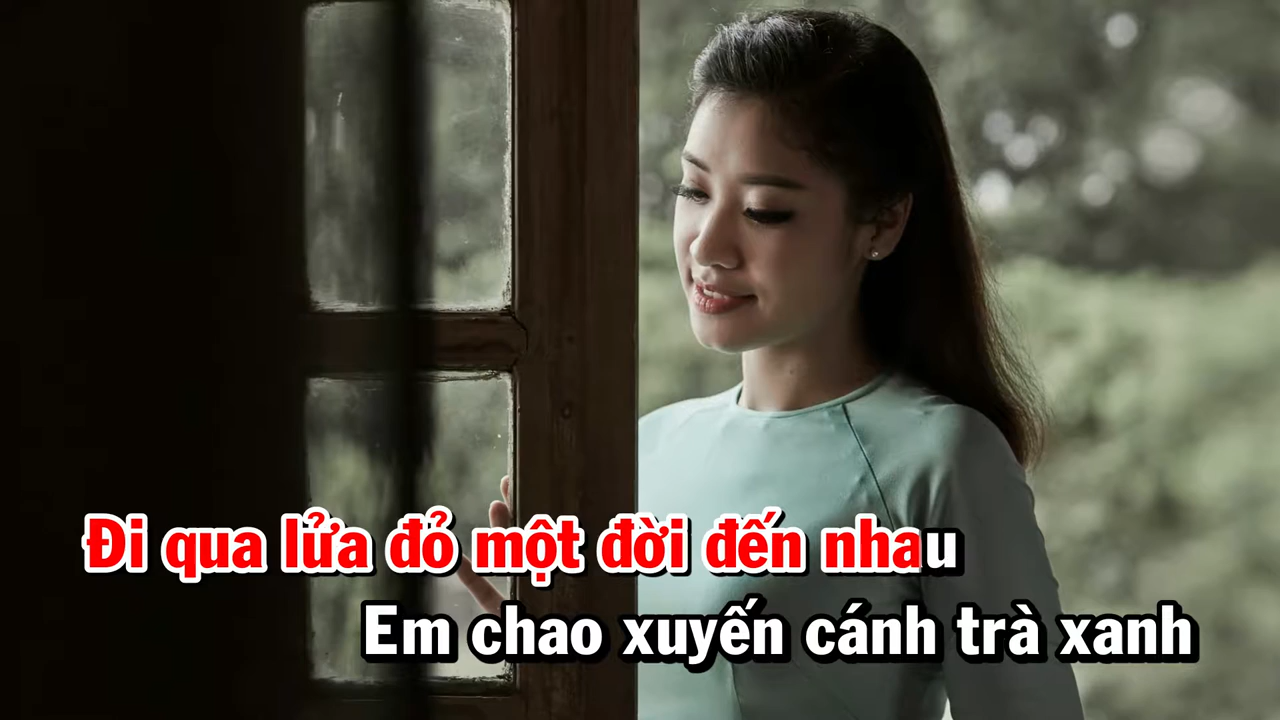 Đi qua lửa đỏ một đời đến nhau
Em chao xuyến cánh trà xanh